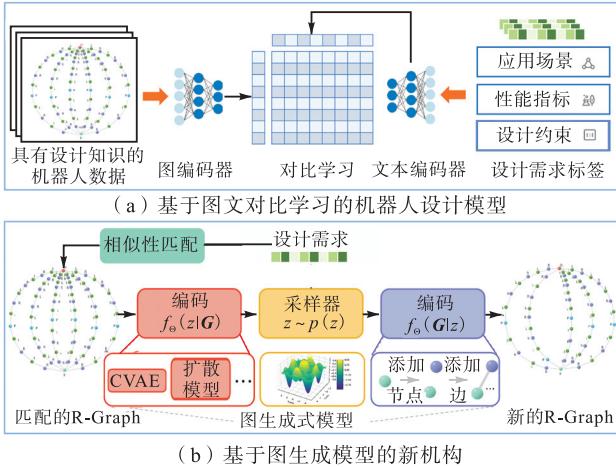 应用场景
性能指标
设计约束
具有设计知识的
机器人数据
图编码器
对比学习
文本编码器
设计需求标签
(a)基于图文对比学习的机器人设计模型
相似性匹配
设计需求
编码
f_Θ(z|G)
采样器
z~p(z)
编码
f_Θ(G|z)
CVAE
扩散
模型
...
添加 添加
节点 边
...
匹配的R-Graph
图生成式模型
新的R-Graph
(b)基于图生成模型的新机构